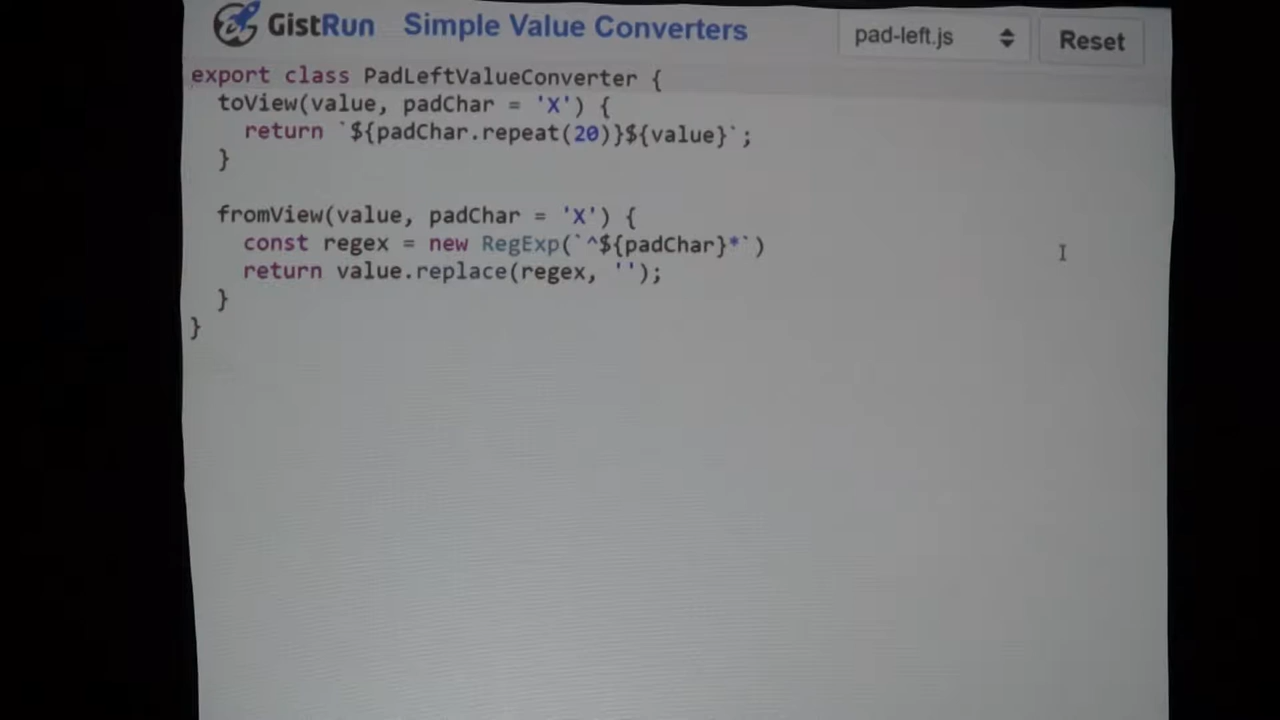 GistRun Simple Value Converters pad-left.js Reset
export class PadLeftValueConverter {
  toView(value, padChar = 'X') {
    return `${padChar.repeat(20)}${value}`;
  }

  fromView(value, padChar = 'X') {
    const regex = new RegExp(`^${padChar}*`)
    return value.replace(regex, '');
  }
}